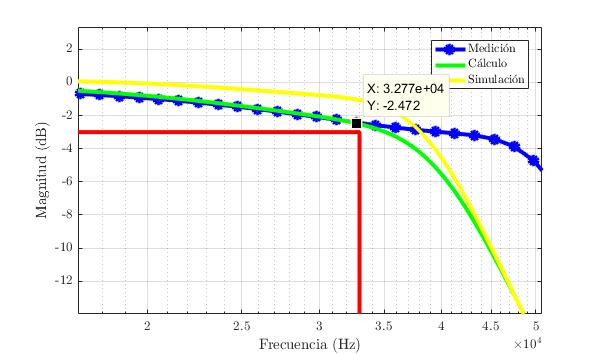 Medición
Cálculo
Simulación
X: 3.277e+04
Y: -2.472
Magnitud (dB)
2
0
-2
-4
-6
-8
-10
-12
2
2.5
3
3.5
4
4.5
5
×10⁴
Frecuencia (Hz)